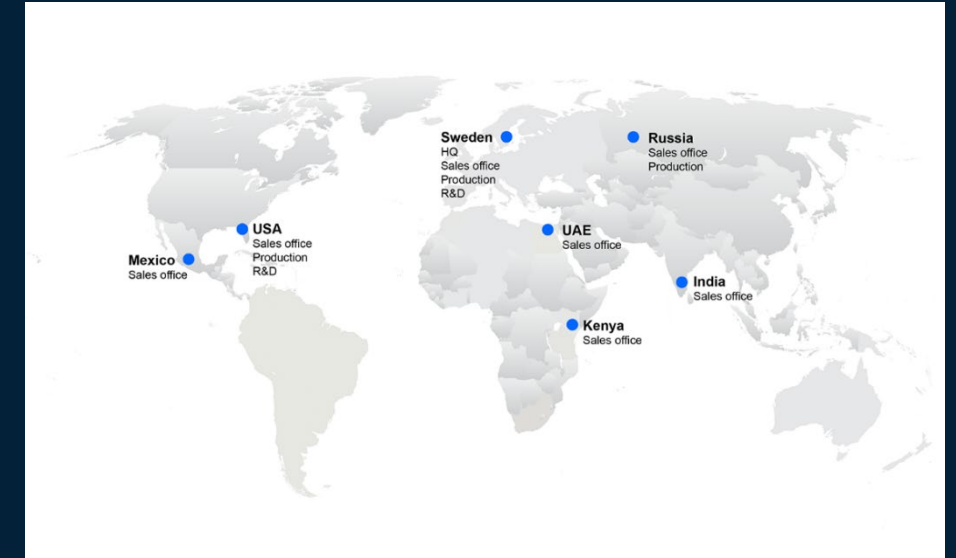 Sweden
HQ
Sales office
Production
R&D
Russia
Sales office
Production
USA
Sales office
Production
R&D
UAE
Sales office
Mexico
Sales office
India
Sales office
Kenya
Sales office